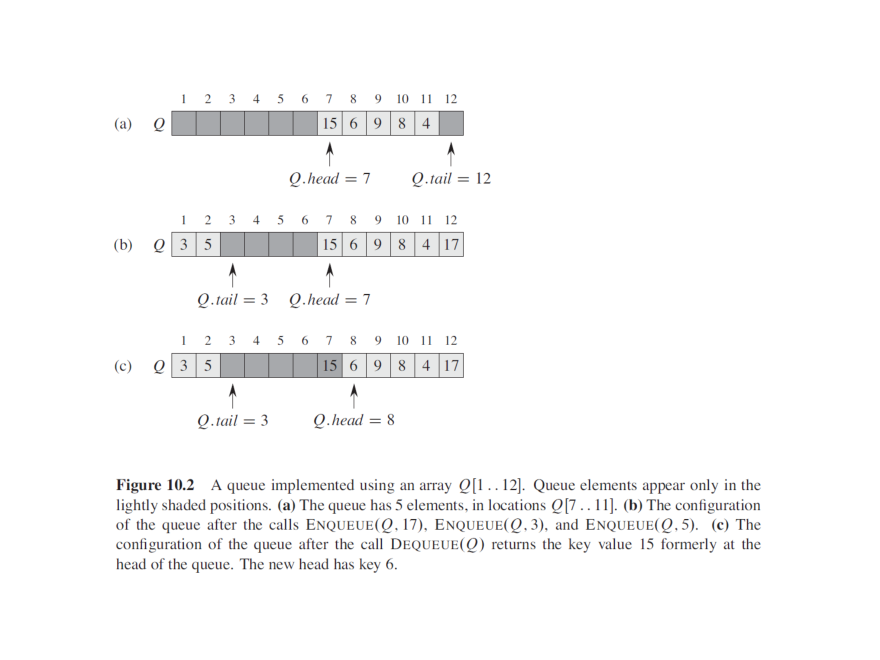 1 2 3 4 5 6 7 8 9 10 11 12
(a) Q 15 6 9 8 4
Q.head = 7 Q.tail = 12
1 2 3 4 5 6 7 8 9 10 11 12
(b) Q 3 5 15 6 9 8 4 17
Q.tail = 3 Q.head = 7
1 2 3 4 5 6 7 8 9 10 11 12
(c) Q 3 5 15 6 9 8 4 17
Q.tail = 3 Q.head = 8
Figure 10.2 A queue implemented using an array Q[1 . . 12]. Queue elements appear only in the
lightly shaded positions. (a) The queue has 5 elements, in locations Q[7 . . 11]. (b) The configuration
of the queue after the calls ENQUEUE(Q, 17), ENQUEUE(Q, 3), and ENQUEUE(Q, 5). (c) The
configuration of the queue after the call DEQUEUE(Q) returns the key value 15 formerly at the
head of the queue. The new head has key 6.